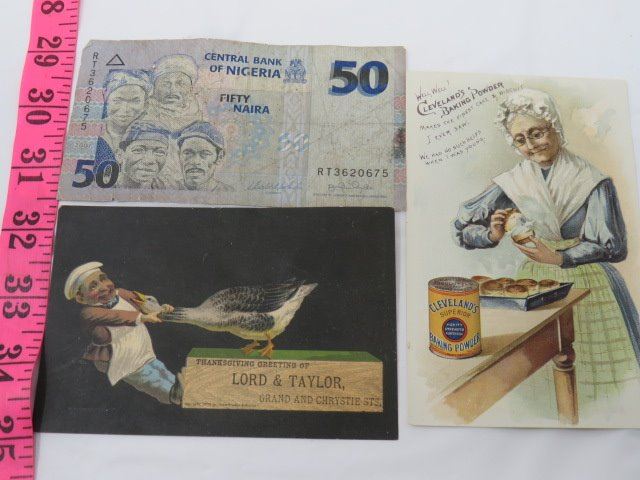 28
29
30
31
32
33
34
35
RT3620675
CENTRAL BANK
OF NIGERIA
FIFTY
NAIRA
50
50
RT3620675
WELL, WELL
CLEVELAND'S
BAKING POWDER
MAKES THE FINEST CAKE & BISCUIT
I EVER SAW.
WE HAD NO SUCH HELPS
WHEN I WAS YOUNG.
CLEVELAND'S
SUPERIOR
BAKING POWDER
THANKSGIVING GREETING OF
LORD & TAYLOR,
GRAND AND CHRYSTIE STS.